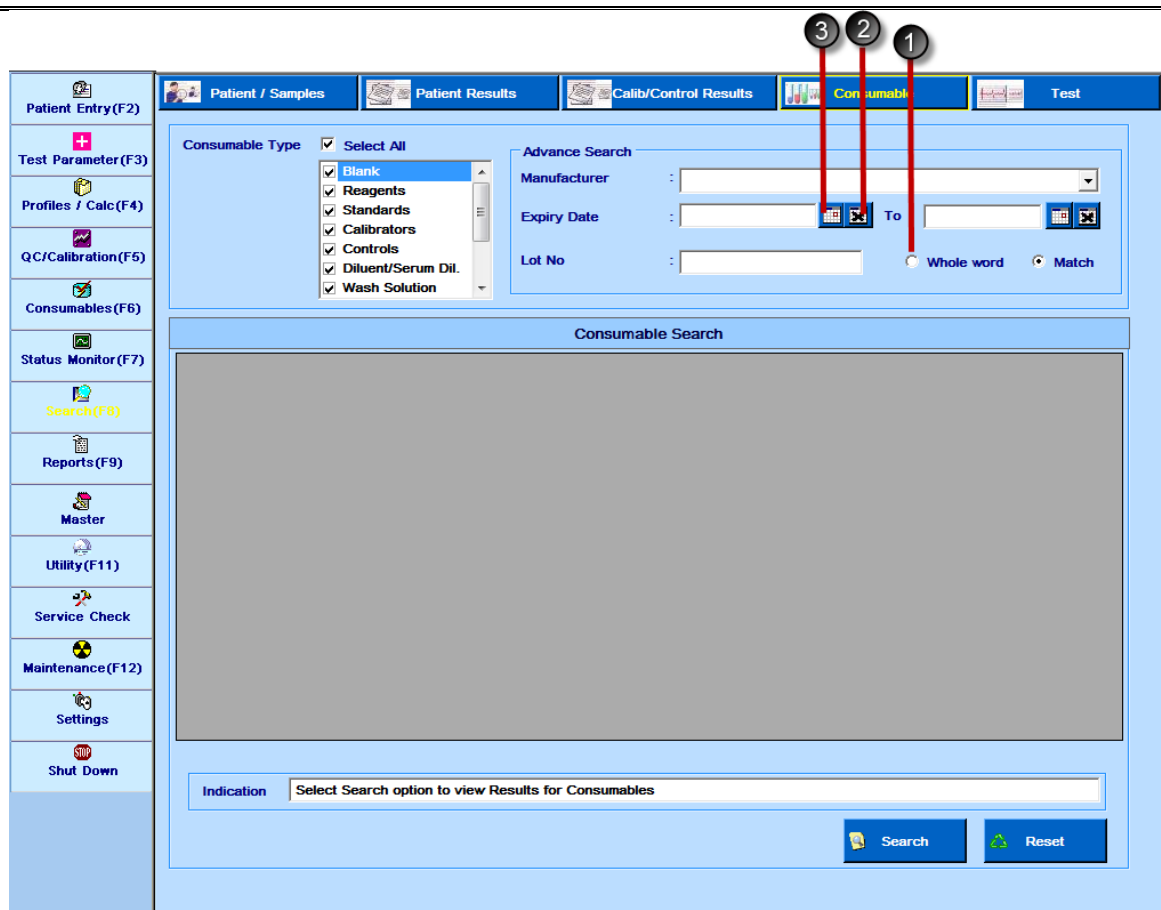 3 2 1
Patient Entry(F2)
Test Parameter(F3)
Profiles / Calc(F4)
QC/Calibration(F5)
Consumables(F6)
Status Monitor(F7)
Search(F8)
Reports(F9)
Master
Utility(F11)
Service Check
Maintenance(F12)
Settings
STOP
Shut Down
Patient / Samples Patient Results Calib/Control Results Consumable Test
Consumable Type Select All
Blank
Reagents
Standards
Calibrators
Controls
Diluent/Serum Dil.
Wash Solution
Advance Search
Manufacturer :
Expiry Date : To
Lot No : Whole word Match
Consumable Search
Indication Select Search option to view Results for Consumables
Search Reset